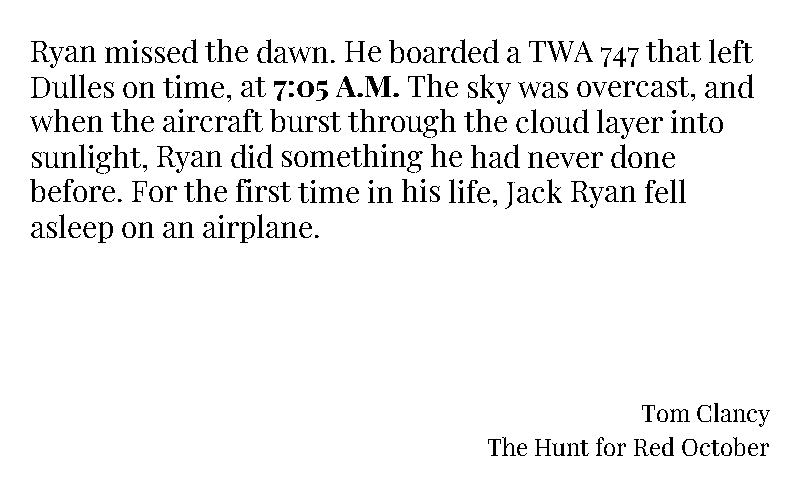 Ryan missed the dawn. He boarded a TWA 747 that left
Dulles on time, at 7:05 A.M. The sky was overcast, and
when the aircraft burst through the cloud layer into
sunlight, Ryan did something he had never done
before. For the first time in his life, Jack Ryan fell
asleep on an airplane.
Tom Clancy
The Hunt for Red October